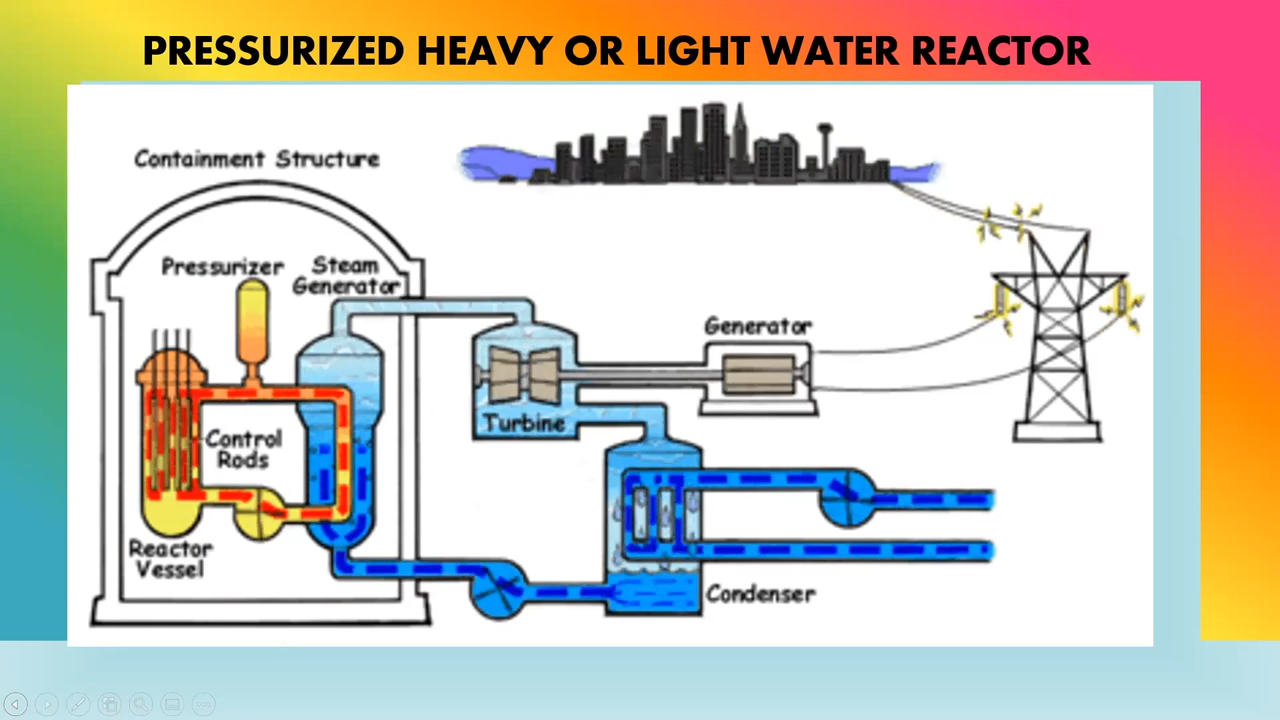 PRESSURIZED HEAVY OR LIGHT WATER REACTOR
Containment Structure
Pressurizer
Steam
Generator
Generator
Turbine
Control
Rods
Reactor
Vessel
Condenser